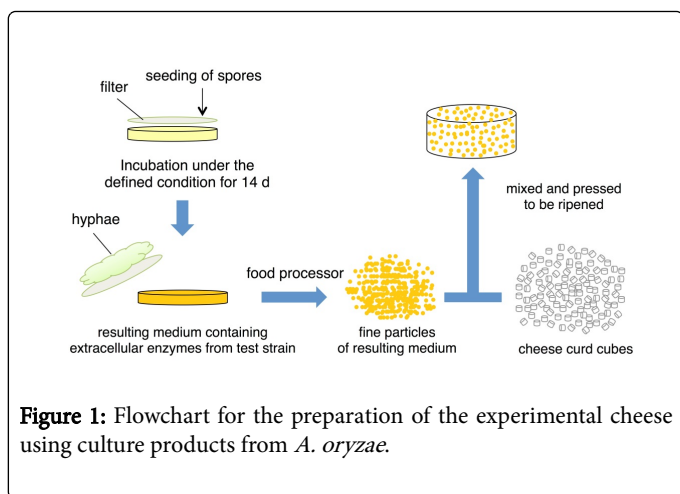 seeding of spores
filter
Incubation under the
defined condition for 14 d
hyphae
food processor
mixed and pressed
to be ripened
resulting medium containing
extracellular enzymes from test strain
fine particles
of resulting medium
cheese curd cubes
Figure 1: Flowchart for the preparation of the experimental cheese
using culture products from A. oryzae.